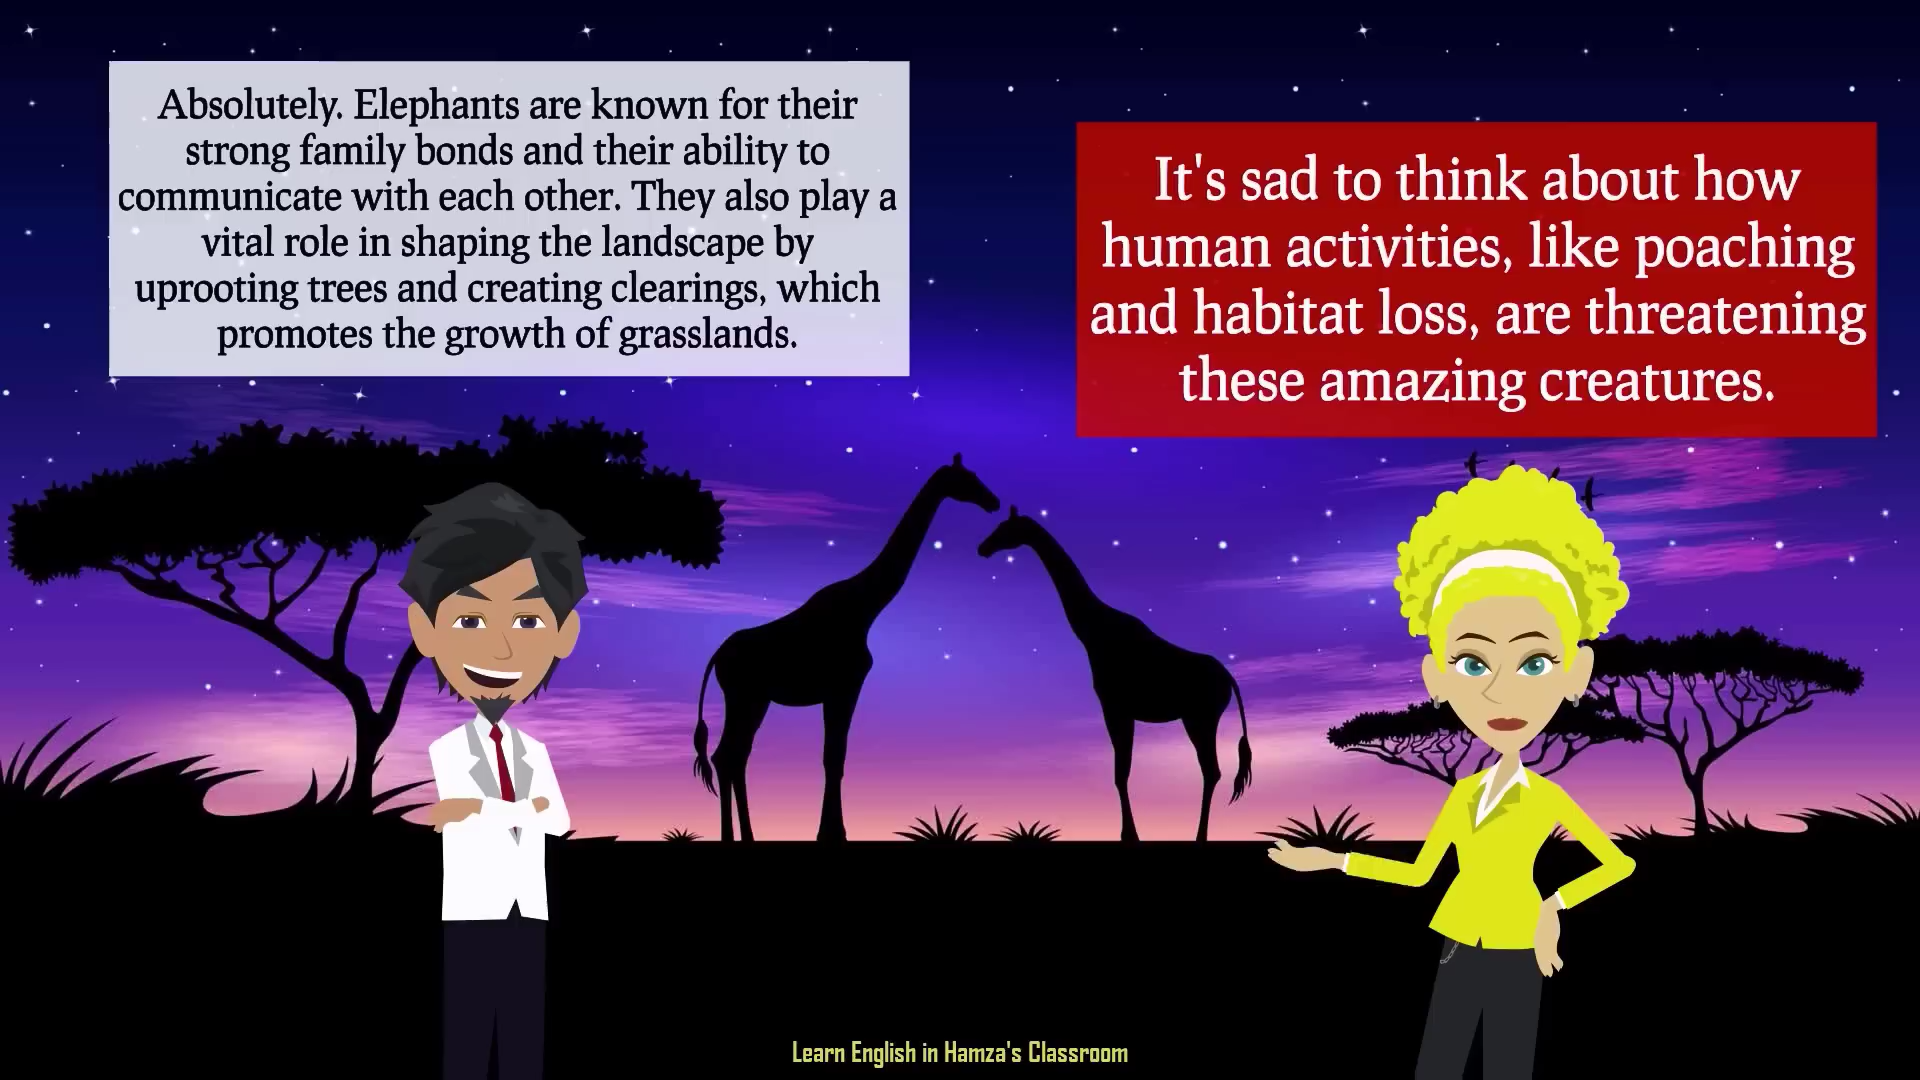 Absolutely. Elephants are known for their
strong family bonds and their ability to
communicate with each other. They also play a
vital role in shaping the landscape by
uprooting trees and creating clearings, which
promotes the growth of grasslands.
It's sad to think about how
human activities, like poaching
and habitat loss, are threatening
these amazing creatures.
Learn English in Hamza's Classroom